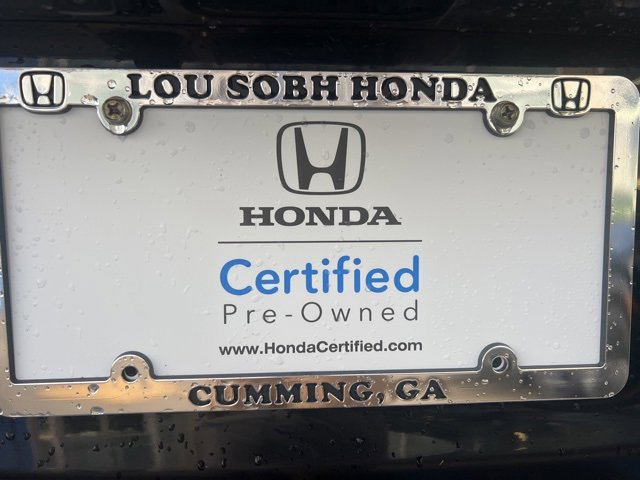 LOU SOBH HONDA
HONDA
Certified
Pre-Owned
www.HondaCertified.com
CUMMING, GA